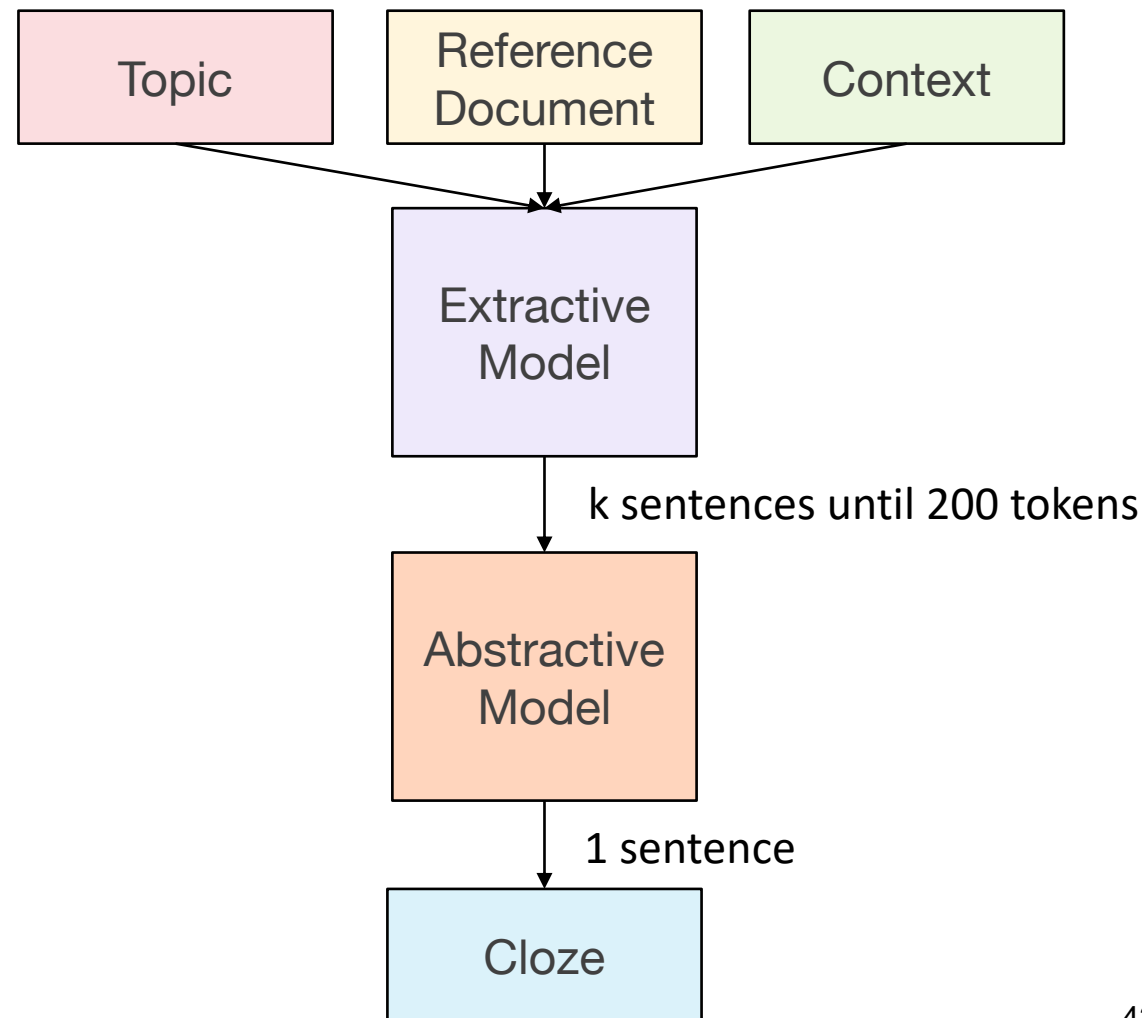 Topic
Reference
Document
Context
Extractive
Model
k sentences until 200 tokens
Abstractive
Model
1 sentence
Cloze